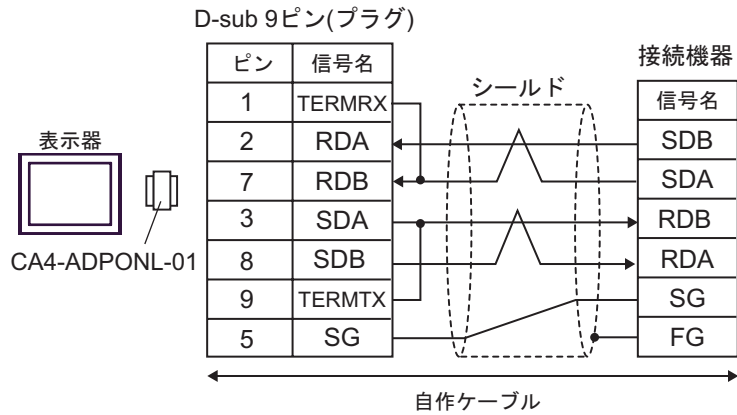 D-sub 9ピン(プラグ)
接続機器
ピン 信号名
シールド
信号名
1 TERMRX
2 RDA SDB
表示器
7 RDB SDA
3 SDA RDB
CA4-ADPONL-01
8 SDB RDA
9 TERMTX SG
5 SG FG
自作ケーブル